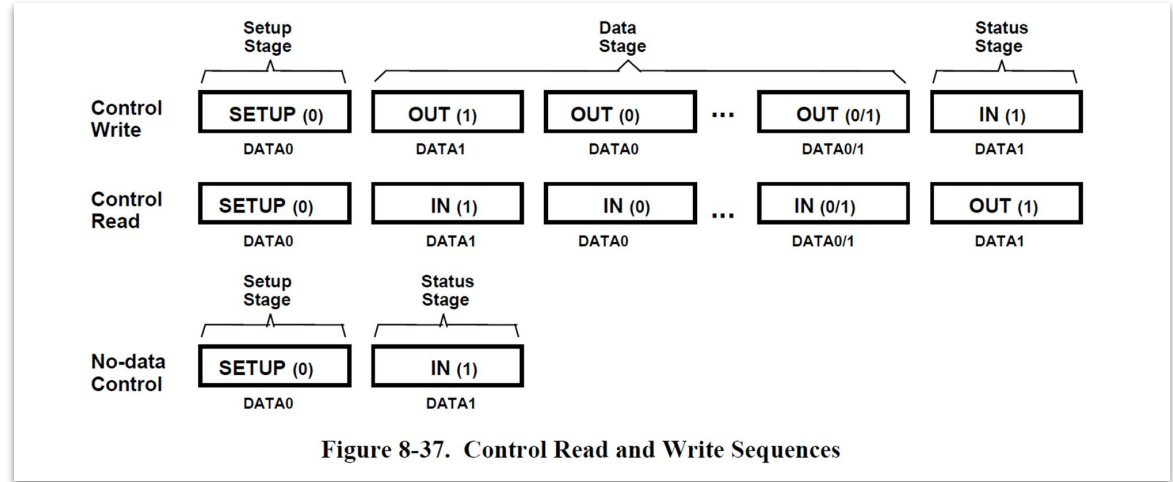 Setup
Stage
Data
Stage
Status
Stage
Control
Write
SETUP (0)
OUT (1)
OUT (0)
...
OUT (0/1)
IN (1)
DATA0
DATA1
DATA0
DATA0/1
DATA1
Control
Read
SETUP (0)
IN (1)
IN (0)
...
IN (0/1)
OUT (1)
DATA0
DATA1
DATA0
DATA0/1
DATA1
Setup
Stage
Status
Stage
No-data
Control
SETUP (0)
IN (1)
DATA0
DATA1
Figure 8-37. Control Read and Write Sequences